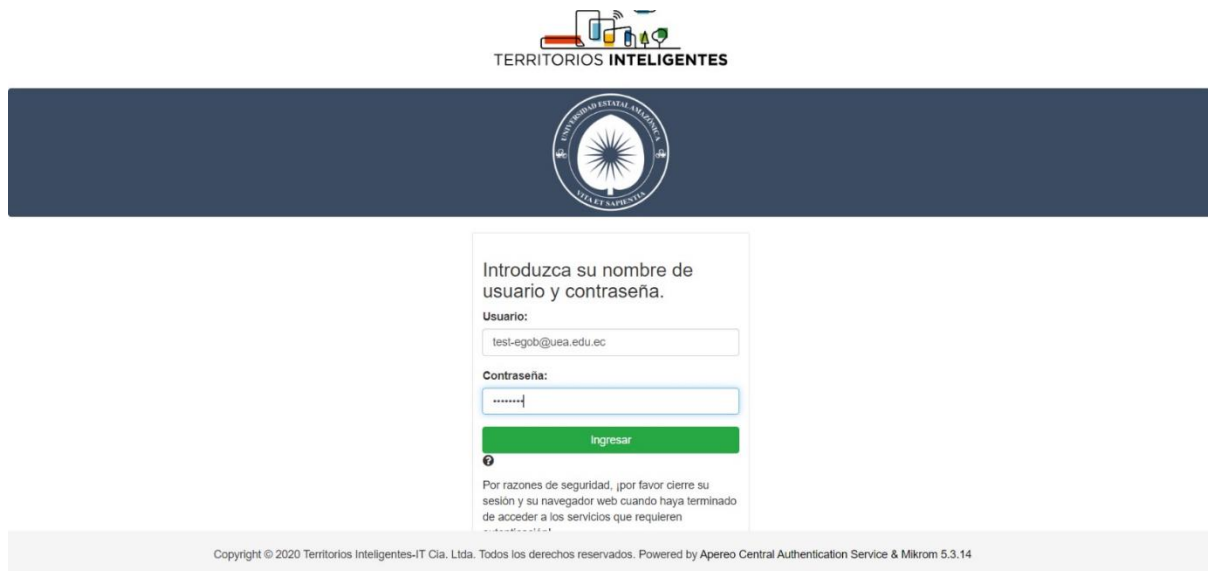 TERRITORIOS INTELIGENTES
UNIVERSIDAD ESTATAL AMAZÓNICA
VITA ET SAPIENTIA
Introduzca su nombre de
usuario y contraseña.
Usuario:
test-egob@uea.edu.ec
Contraseña:
••••••••
Ingresar
Por razones de seguridad, ¡por favor cierre su
sesión y su navegador web cuando haya terminado
de acceder a los servicios que requieren
Copyright © 2020 Territorios Inteligentes-IT Cia. Ltda. Todos los derechos reservados. Powered by Apereo Central Authentication Service & Mikrom 5.3.14